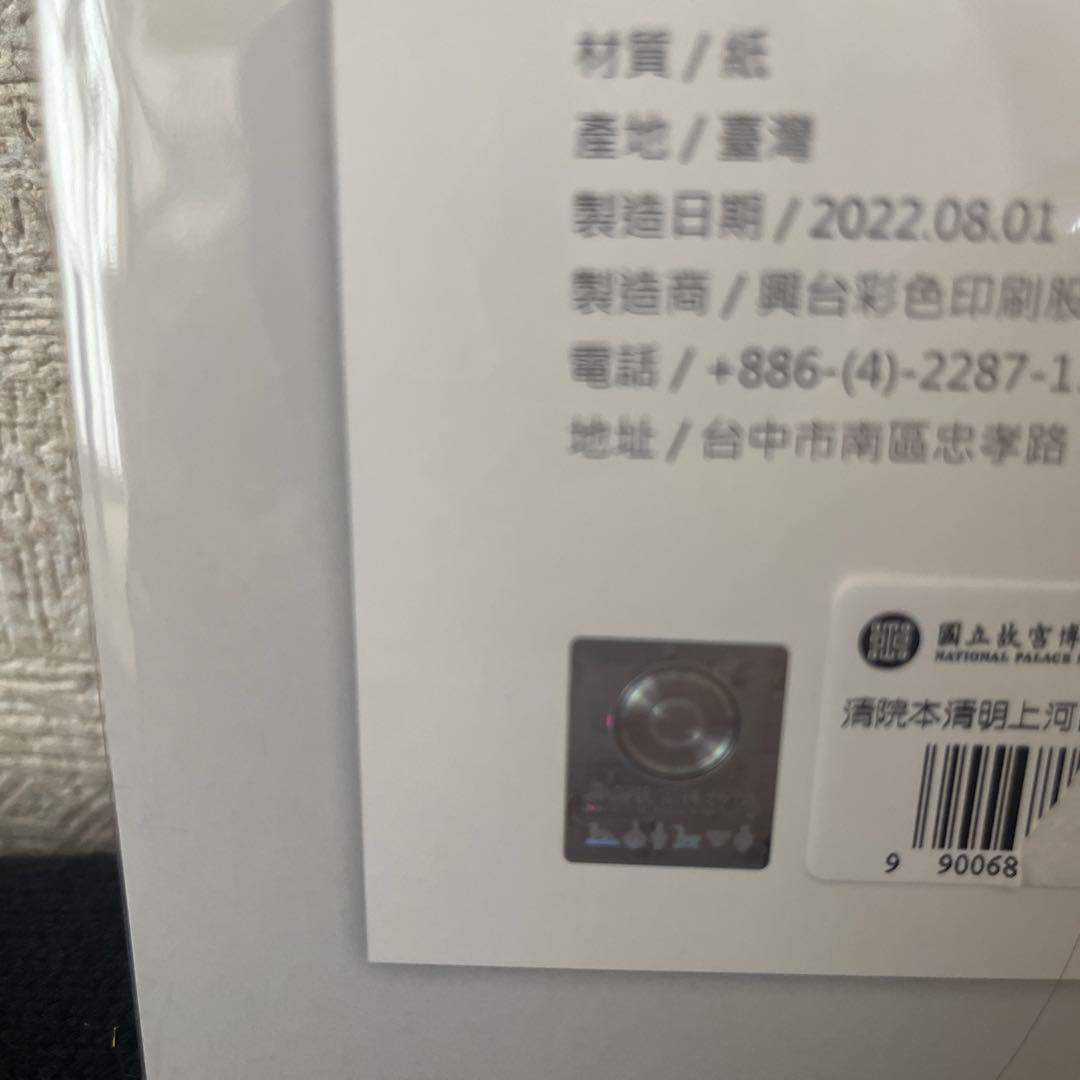 材質 / 紙
產地 / 臺灣
製造日期 / 2022.08.01
製造商 / 興台彩色印刷股
電話 / +886-(4)-2287-1
地址 / 台中市南區忠孝路
國立故宮博
NATIONAL PALACE
清院本清明上河
9 90068